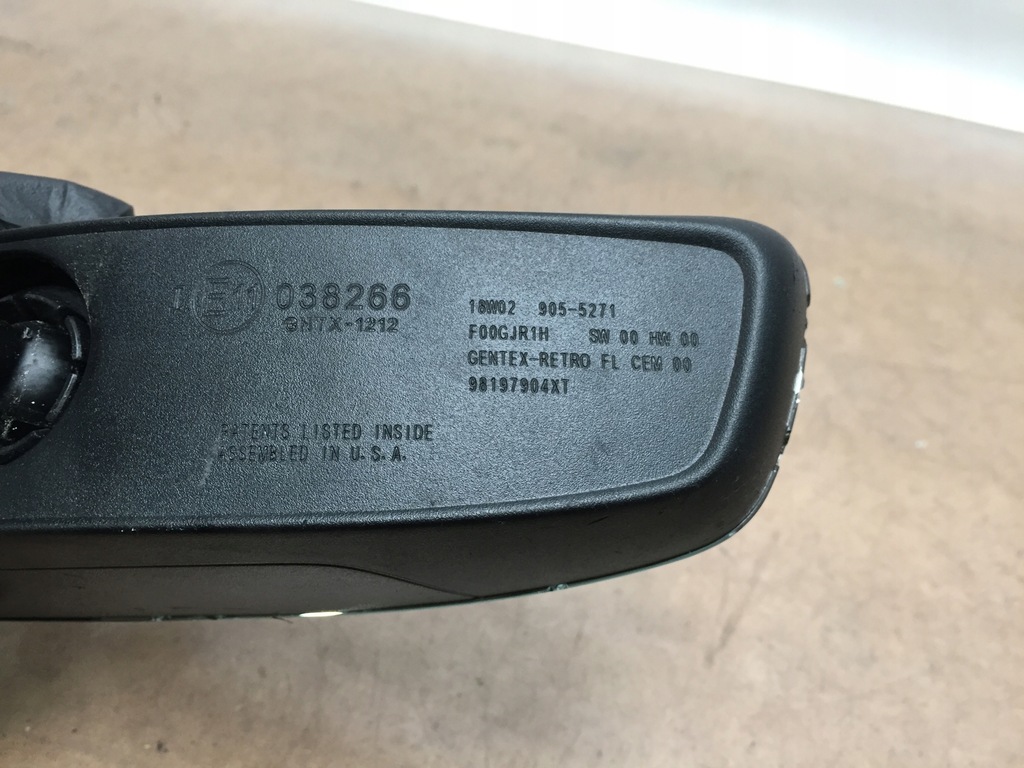 I E1 038266
GNTX-1212
18W02 905-5271
F00GJR1H SW 00 HW 00
GENTEX-RETRO FL CEM 00
98197904XT
PATENTS LISTED INSIDE
ASSEMBLED IN U.S.A.